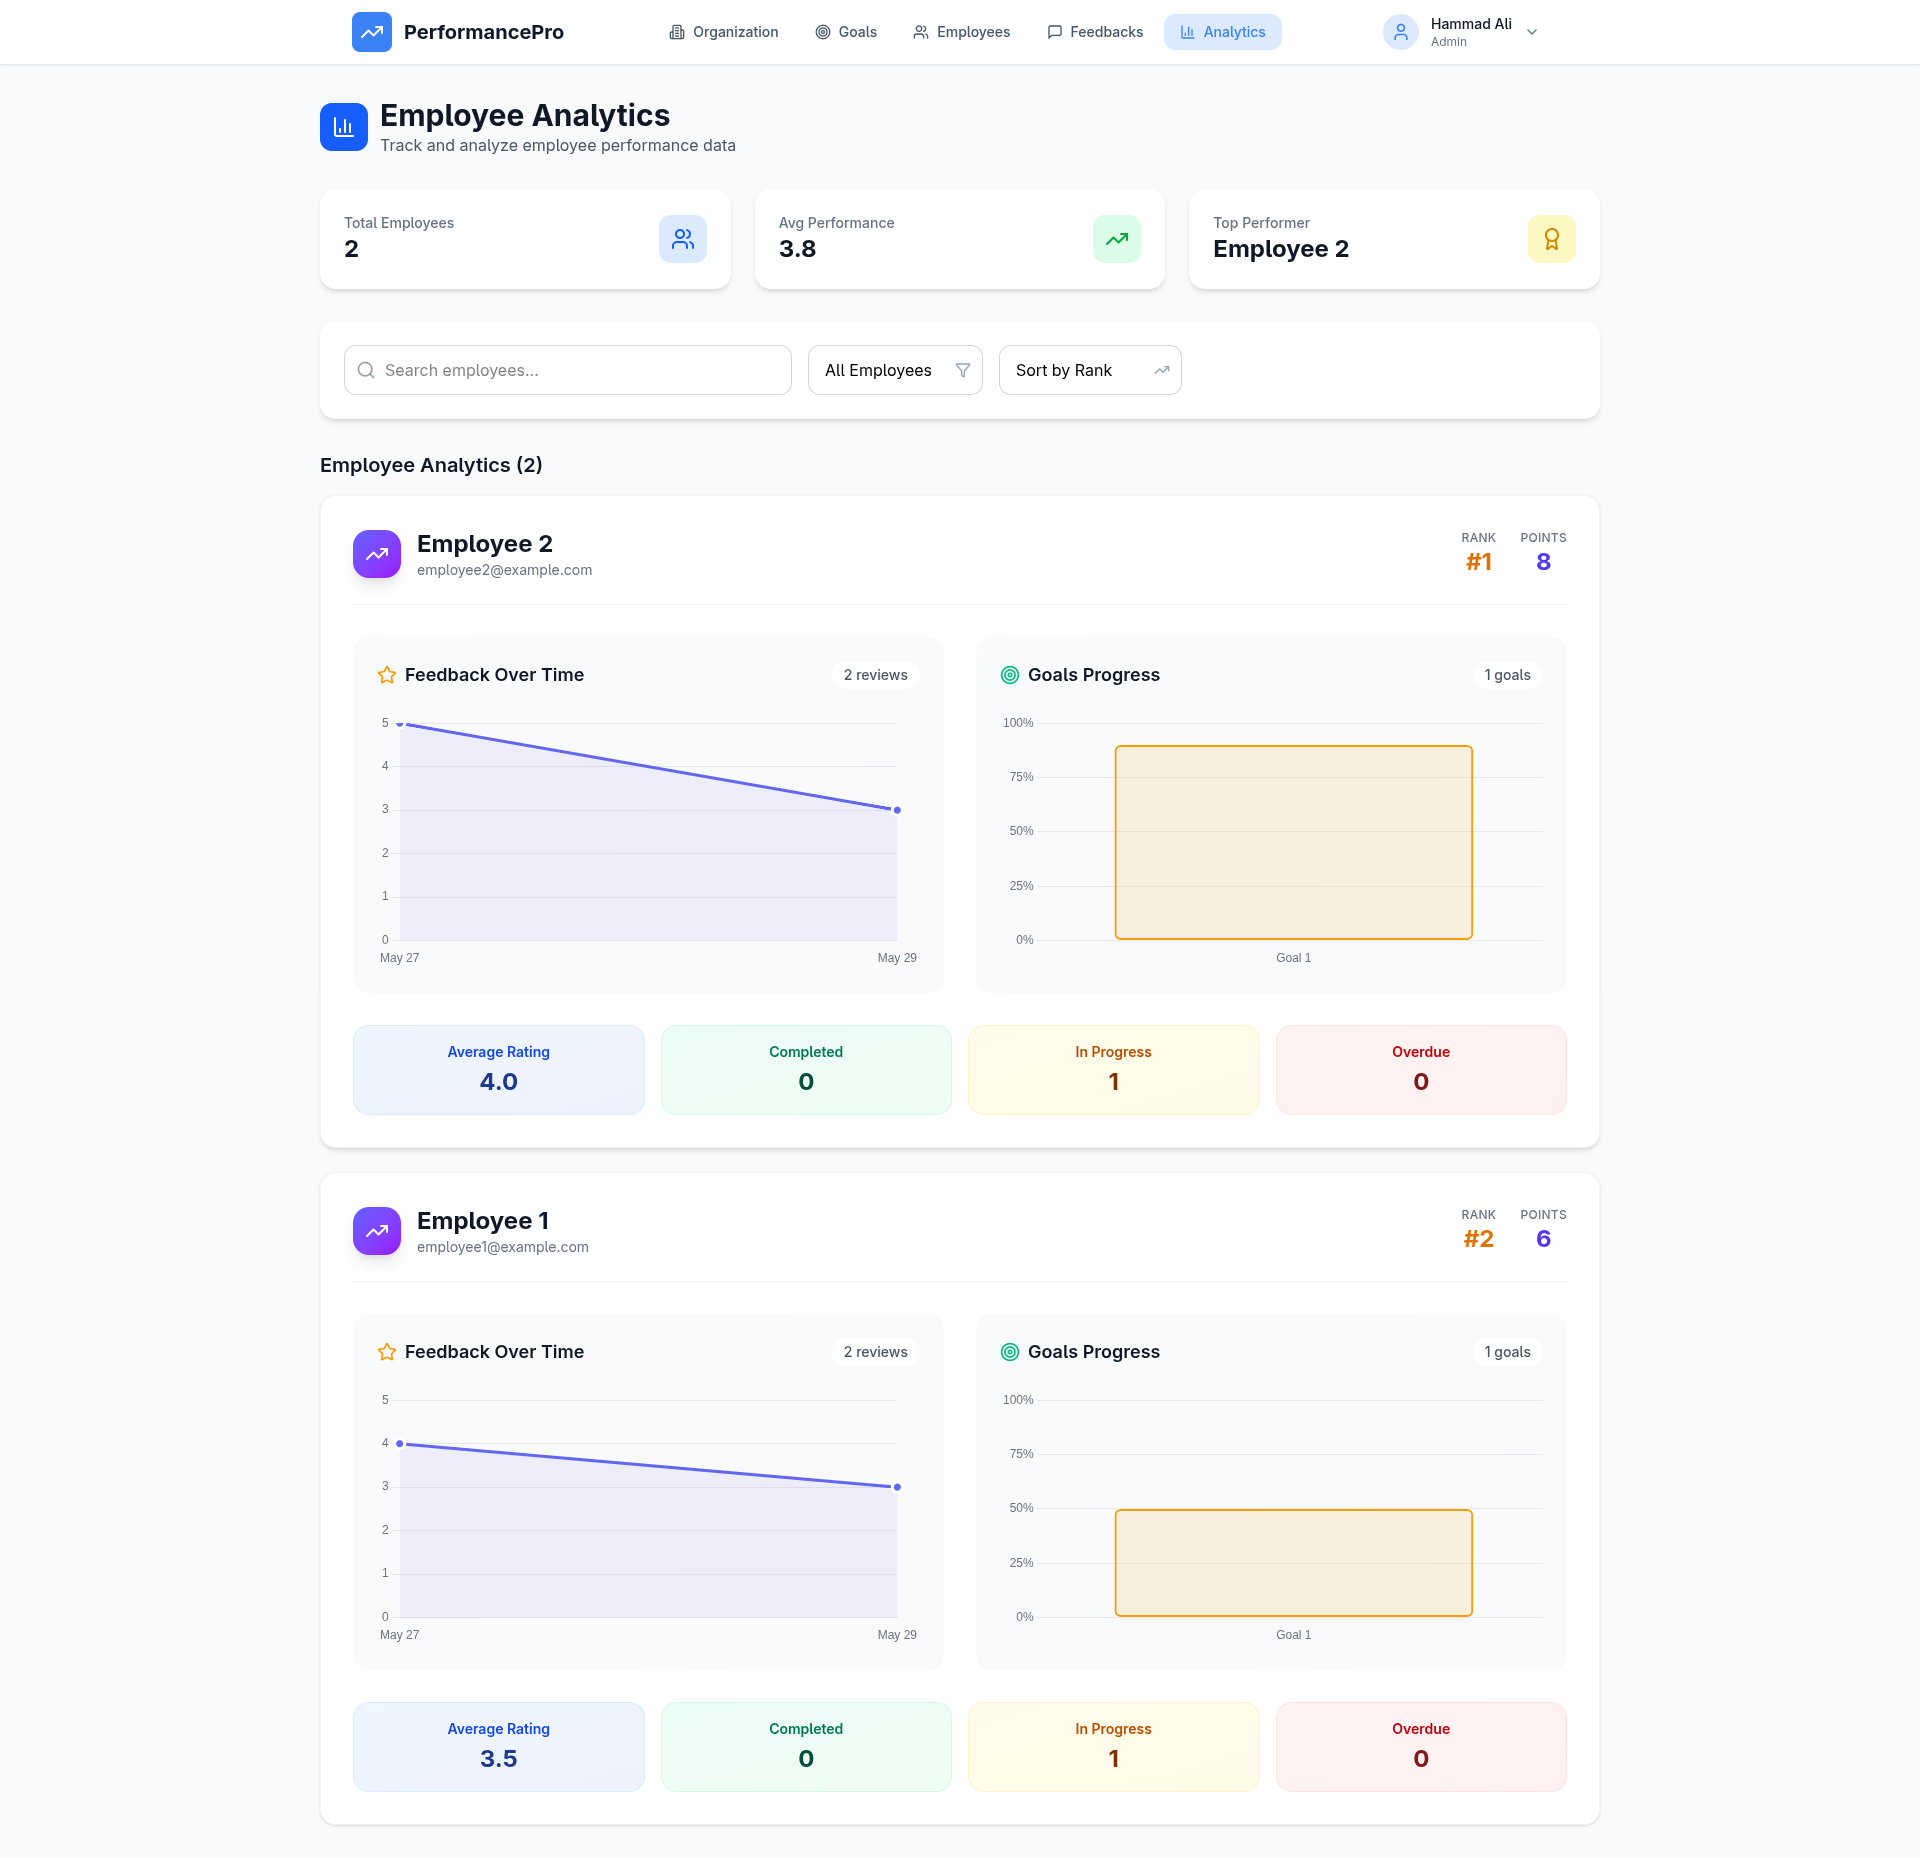 PerformancePro
Organization
Goals
Employees
Feedbacks
Analytics
Hammad Ali
Admin
Employee Analytics
Track and analyze employee performance data
Total Employees
2
Avg Performance
3.8
Top Performer
Employee 2
Search employees...
All Employees
Sort by Rank
Employee Analytics (2)
Employee 2
employee2@example.com
RANK
#1
POINTS
8
Feedback Over Time
2 reviews
5
4
3
2
1
0
May 27
May 29
Goals Progress
1 goals
100%
75%
50%
25%
0%
Goal 1
Average Rating
4.0
Completed
0
In Progress
1
Overdue
0
Employee 1
employee1@example.com
RANK
#2
POINTS
6
Feedback Over Time
2 reviews
5
4
3
2
1
0
May 27
May 29
Goals Progress
1 goals
100%
75%
50%
25%
0%
Goal 1
Average Rating
3.5
Completed
0
In Progress
1
Overdue
0